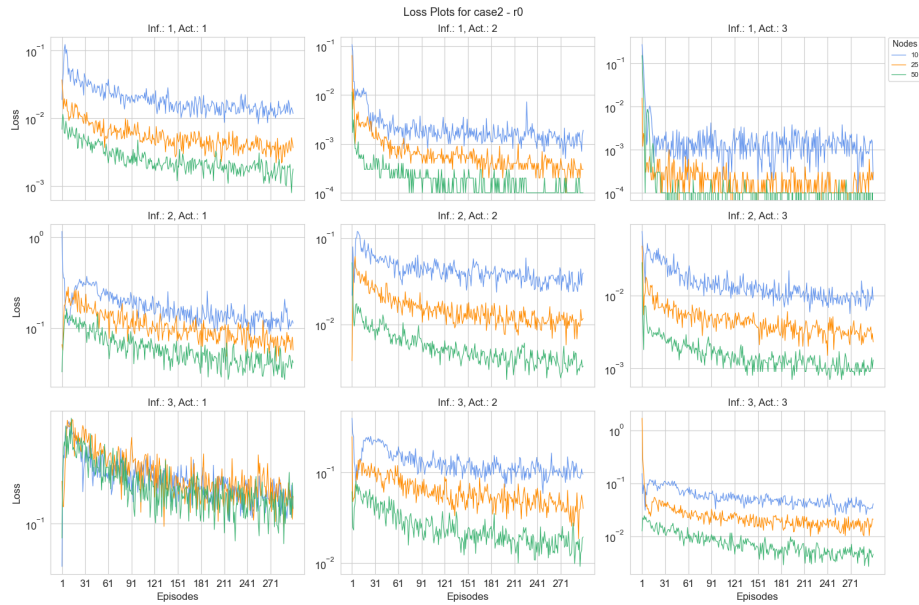 Loss Plots for case2 - r0
Inf.: 1, Act.: 1
Inf.: 1, Act.: 2
Inf.: 1, Act.: 3
Nodes
10
25
50
Loss
10⁻¹
10⁻²
10⁻³
10⁻¹
10⁻²
10⁻³
10⁻⁴
10⁻¹
10⁻²
10⁻³
10⁻⁴
Inf.: 2, Act.: 1
Inf.: 2, Act.: 2
Inf.: 2, Act.: 3
Loss
10⁰
10⁻¹
10⁻¹
10⁻²
10⁻²
10⁻³
Inf.: 3, Act.: 1
Inf.: 3, Act.: 2
Inf.: 3, Act.: 3
Loss
10⁻¹
10⁻¹
10⁻²
10⁰
10⁻¹
10⁻²
1 31 61 91 121 151 181 211 241 271
1 31 61 91 121 151 181 211 241 271
1 31 61 91 121 151 181 211 241 271
Episodes
Episodes
Episodes